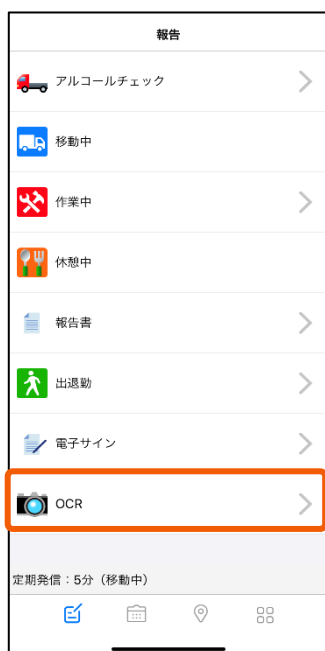 報告
アルコールチェック
移動中
作業中
休憩中
報告書
出退勤
電子サイン
OCR
定期発信：5分（移動中）